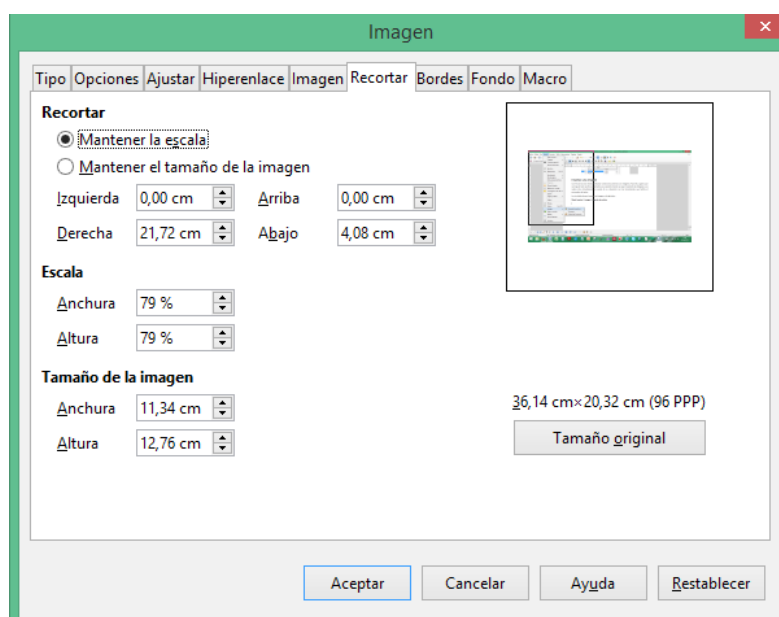 Imagen
Tipo Opciones Ajustar Hiperenlace Imagen Recortar Bordes Fondo Macro
Recortar
Mantener la escala
Mantener el tamaño de la imagen
Izquierda 0,00 cm Arriba 0,00 cm
Derecha 21,72 cm Abajo 4,08 cm
Escala
Anchura 79 %
Altura 79 %
Tamaño de la imagen
Anchura 11,34 cm 36,14 cm×20,32 cm (96 PPP)
Altura 12,76 cm Tamaño original
Aceptar Cancelar Ayuda Restablecer